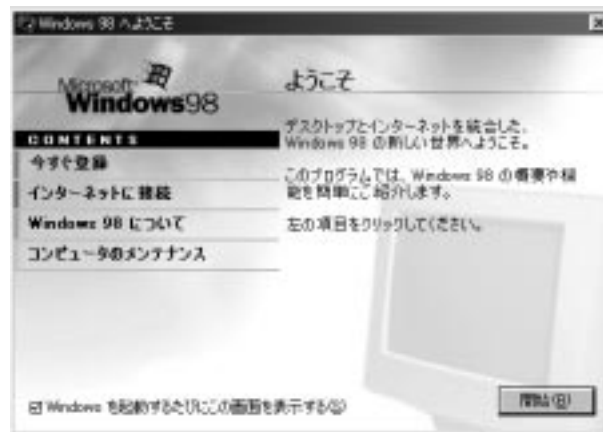 Windows 98 へようこそ
Microsoft
Windows98
CONTENTS
今すぐ登録
インターネットに接続
Windows 98 について
コンピュータのメンテナンス
ようこそ
デスクトップとインターネットを統合した、
Windows 98 の新しい世界へようこそ。
このプログラムでは、Windows 98 の概要や機
能を簡単にご紹介します。
左の項目をクリックしてください。
Windows を起動するたびにこの画面を表示する(S)
開始(B)